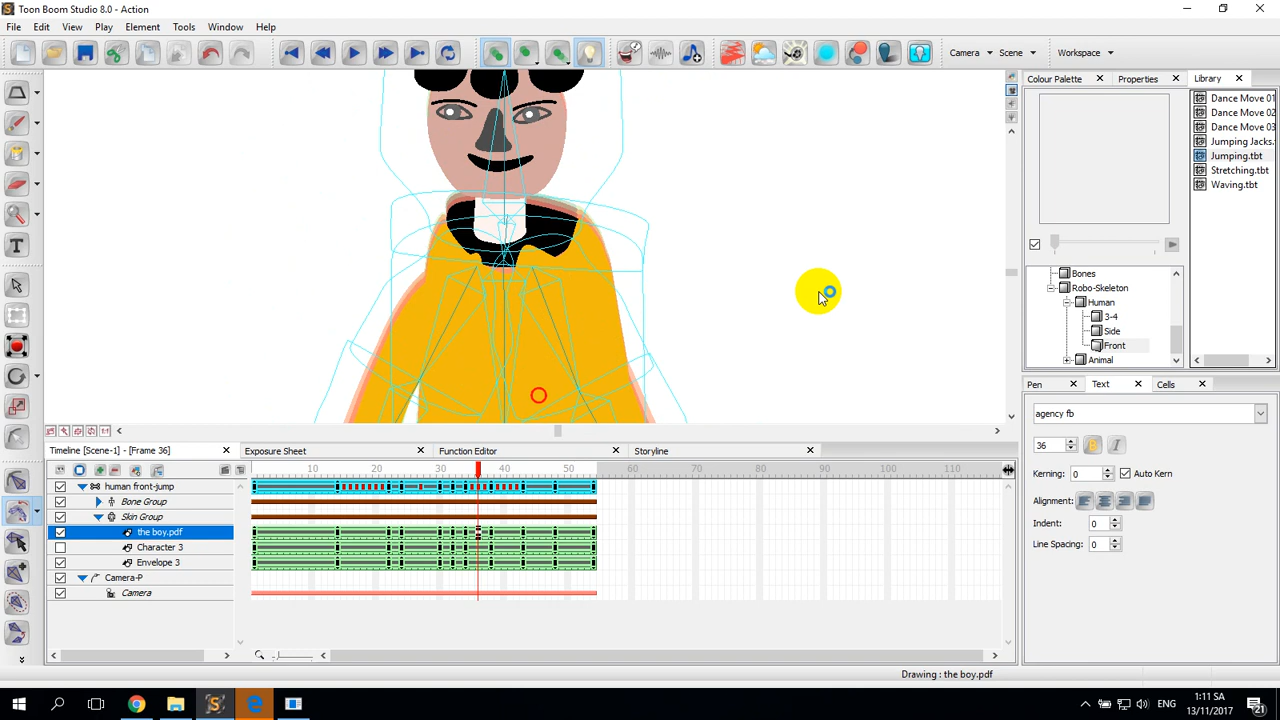 Toon Boom Studio 8.0 - Action
File Edit View Play Element Tools Windows Help
Camera Scene Workspace
Colour Palette Properties Library
Dance Move 01
Dance Move 02
Dance Move 03
Jumping Jacks.
Jumping.tbt
Stretching.tbt
Waving.tbt
Bones
Robo-Skeleton
Human
3-4
Side
Front
Animal
Pen Text Cells
agency fb
36 B I
Kerning: 0 Auto Kern
Alignment:
Indent: 0
Line Spacing: 0
Timeline [Scene-1] - [Frame 36] Exposure Sheet Function Editor Storyline
10 20 30 40 50 60 70 80 90 100 110
human front-jump
Bone Group
Skin Group
the boy.pdf
Character 3
Envelope 3
Camera-P
Camera
Drawing : the boy.pdf
ENG
1:11 SA
13/11/2017
21